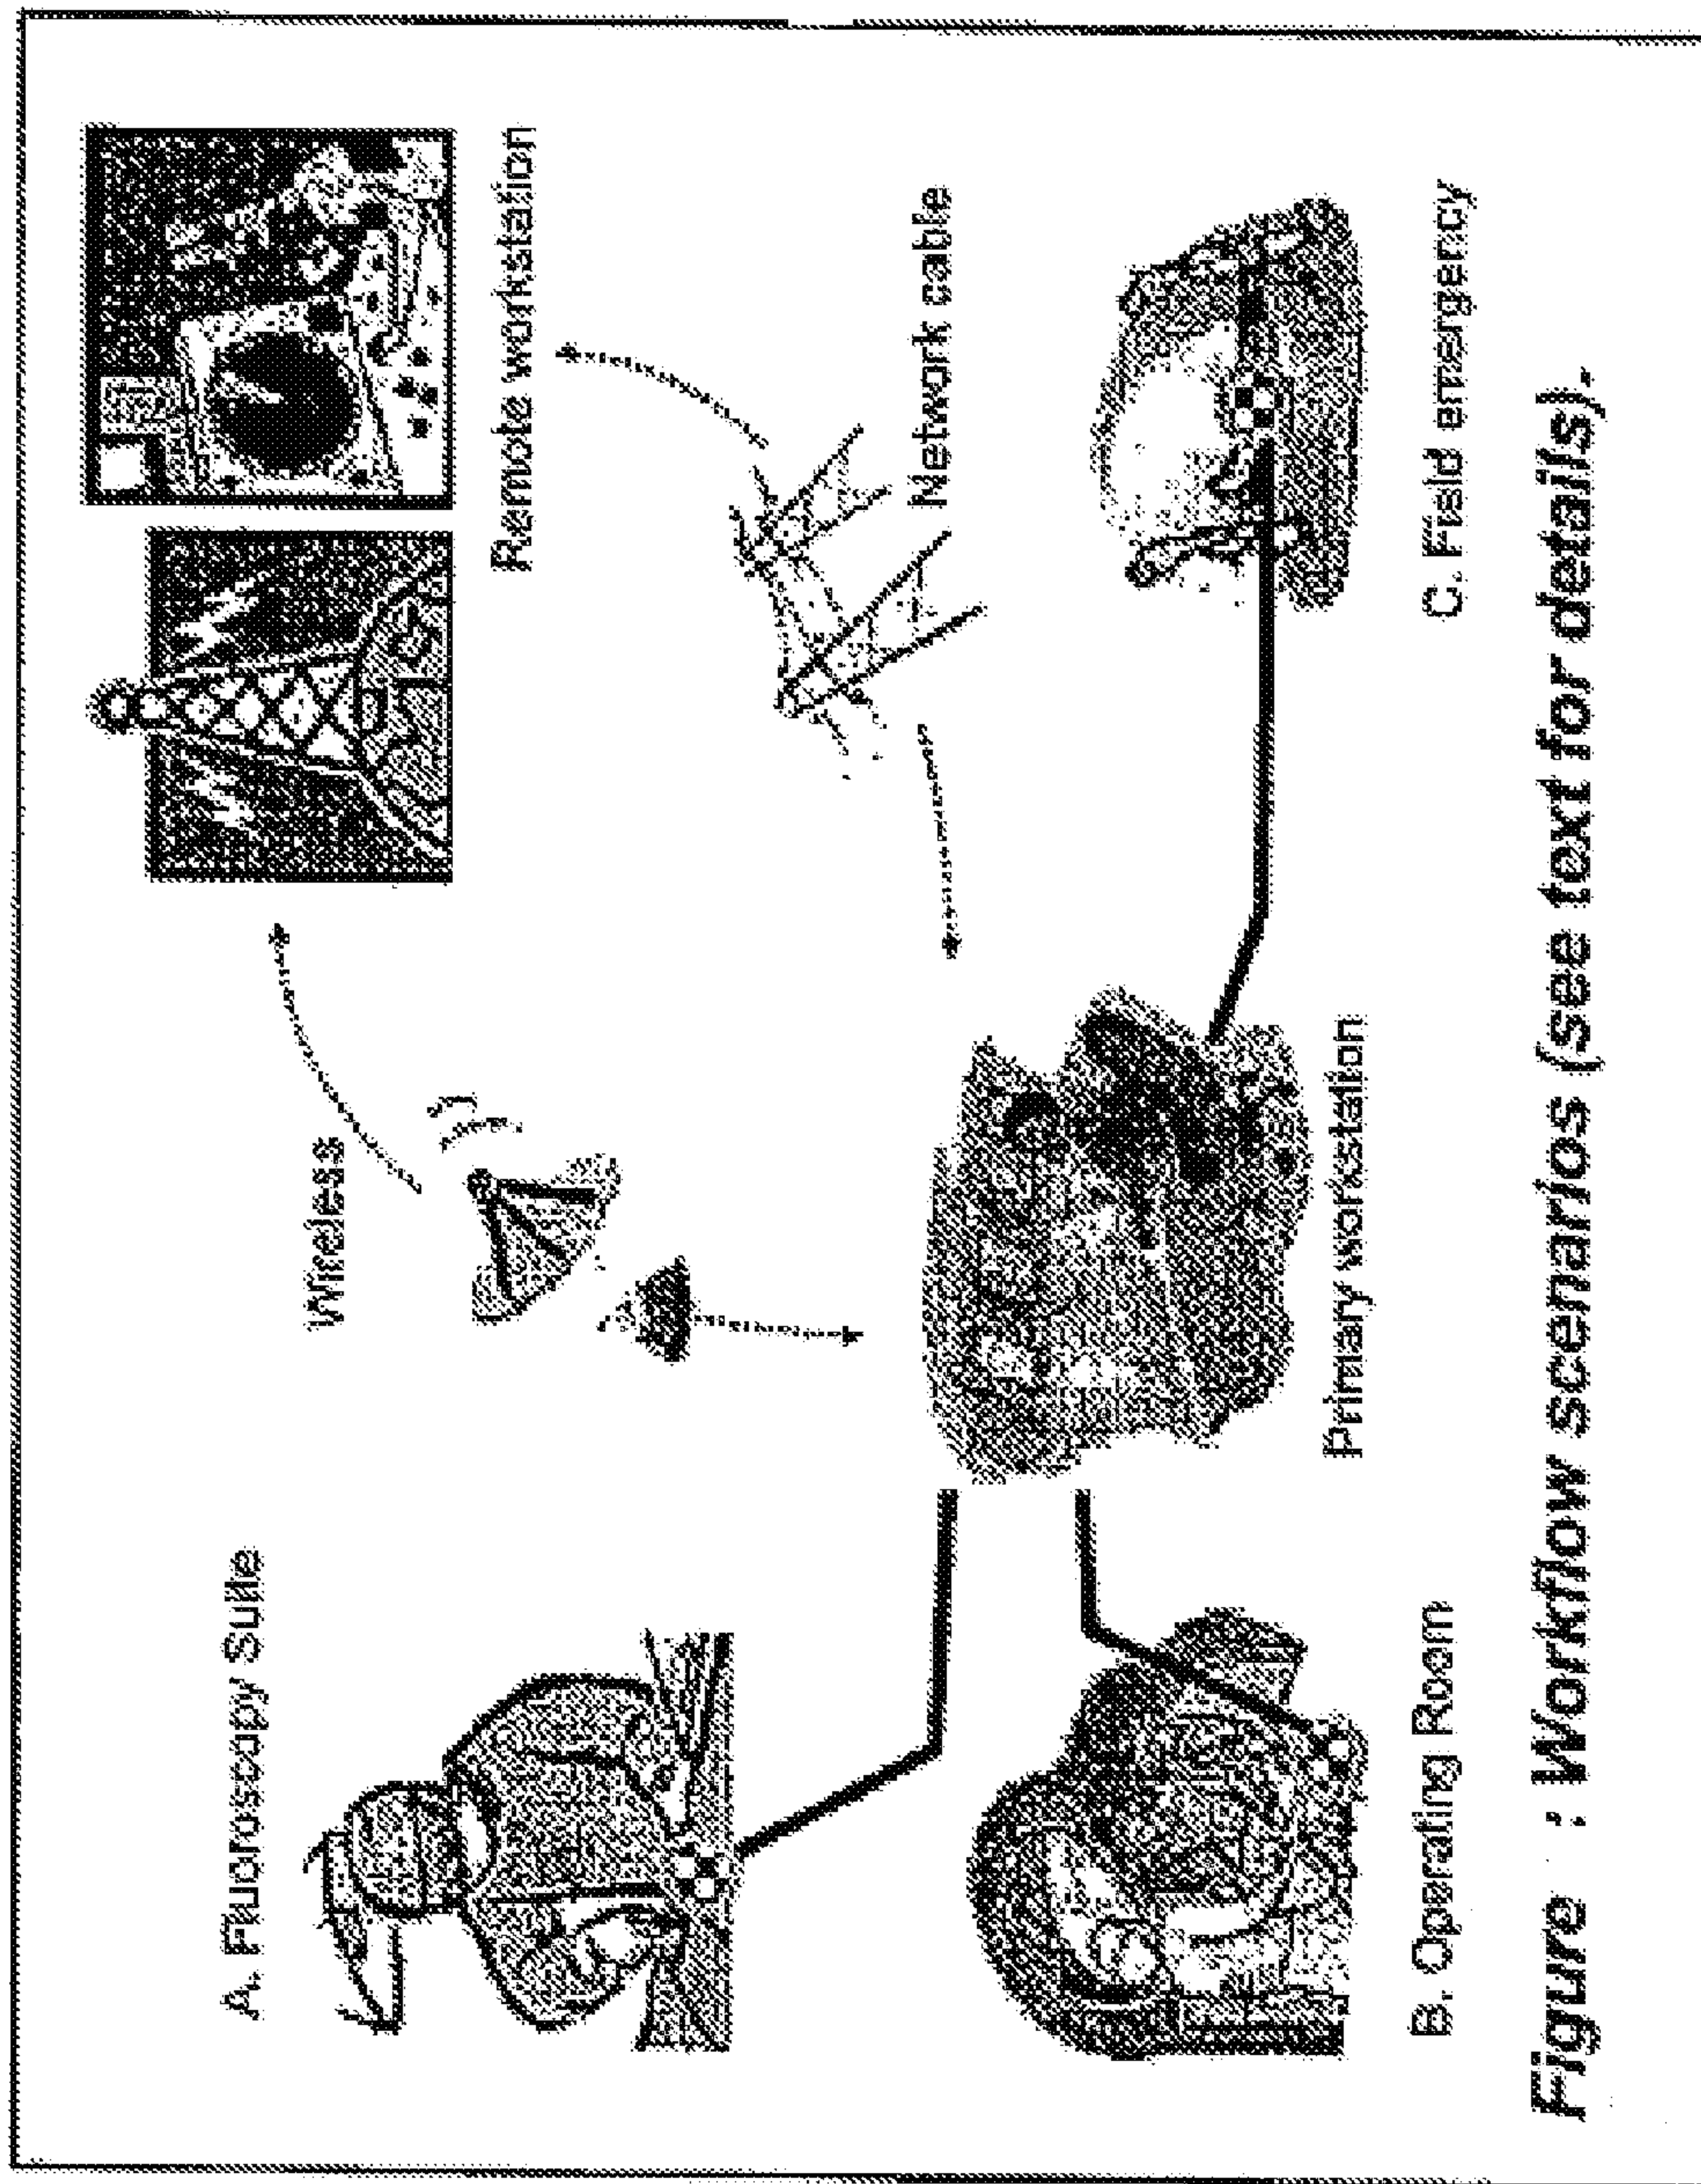 A. Fluoroscopy Suite
Wireless
Remote workstation
Network cable
B. Operating Room
Primary workstation
C. Field emergency
Figure : Workflow scenarios (see text for details).